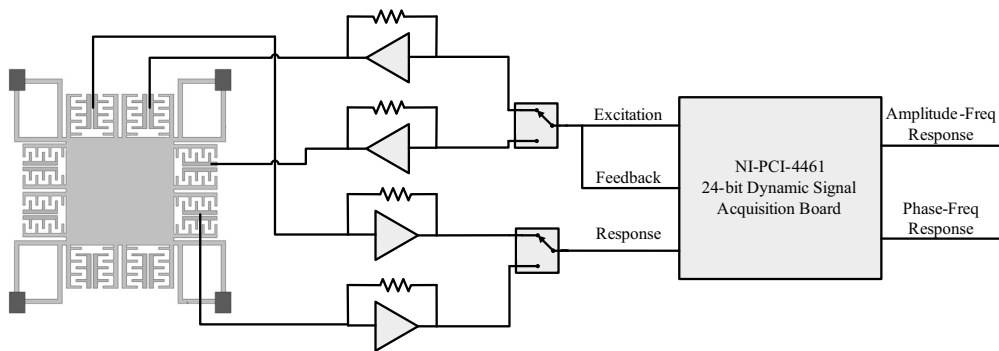 Excitation
Feedback
Response
NI-PCI-4461
24-bit Dynamic Signal
Acquisition Board
Amplitude-Freq
Response
Phase-Freq
Response